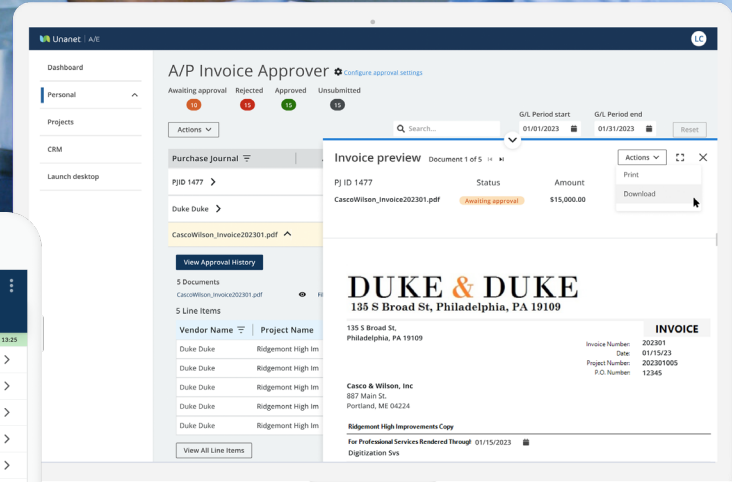 Unanet | A/E
LC
Dashboard
Personal
Projects
CRM
Launch desktop
A/P Invoice Approver Configure approval settings
Awaiting approval Rejected Approved Unsubmitted
10 15 15 15
G/L Period start G/L Period end
Actions Search... 01/01/2023 01/31/2023 Reset
Purchase Journal
PJID 1477
Duke Duke
CascoWilson_Invoice202301.pdf
View Approval History
5 Documents
CascoWilson_Invoice202301.pdf
5 Line Items
Vendor Name Project Name
Duke Duke Ridgemont High Im
Duke Duke Ridgemont High Im
Duke Duke Ridgemont High Im
Duke Duke Ridgemont High Im
Duke Duke Ridgemont High Im
View All Line Items
Invoice preview Document 1 of 5 Actions
Print
Download
PJ ID 1477 Status Amount
CascoWilson_Invoice202301.pdf Awaiting approval $15,000.00
DUKE & DUKE
135 S Broad St, Philadelphia, PA 19109
135 S Broad St,
Philadelphia, PA 19109
INVOICE
Invoice Number: 202301
Date: 01/15/23
Project Number: 202301005
P.O. Number: 12345
Casco & Wilson, Inc
887 Main St.
Portland, ME 04224
Ridgemont High Improvements Copy
For Professional Services Rendered Through 01/15/2023
Digitization Svs
13:25